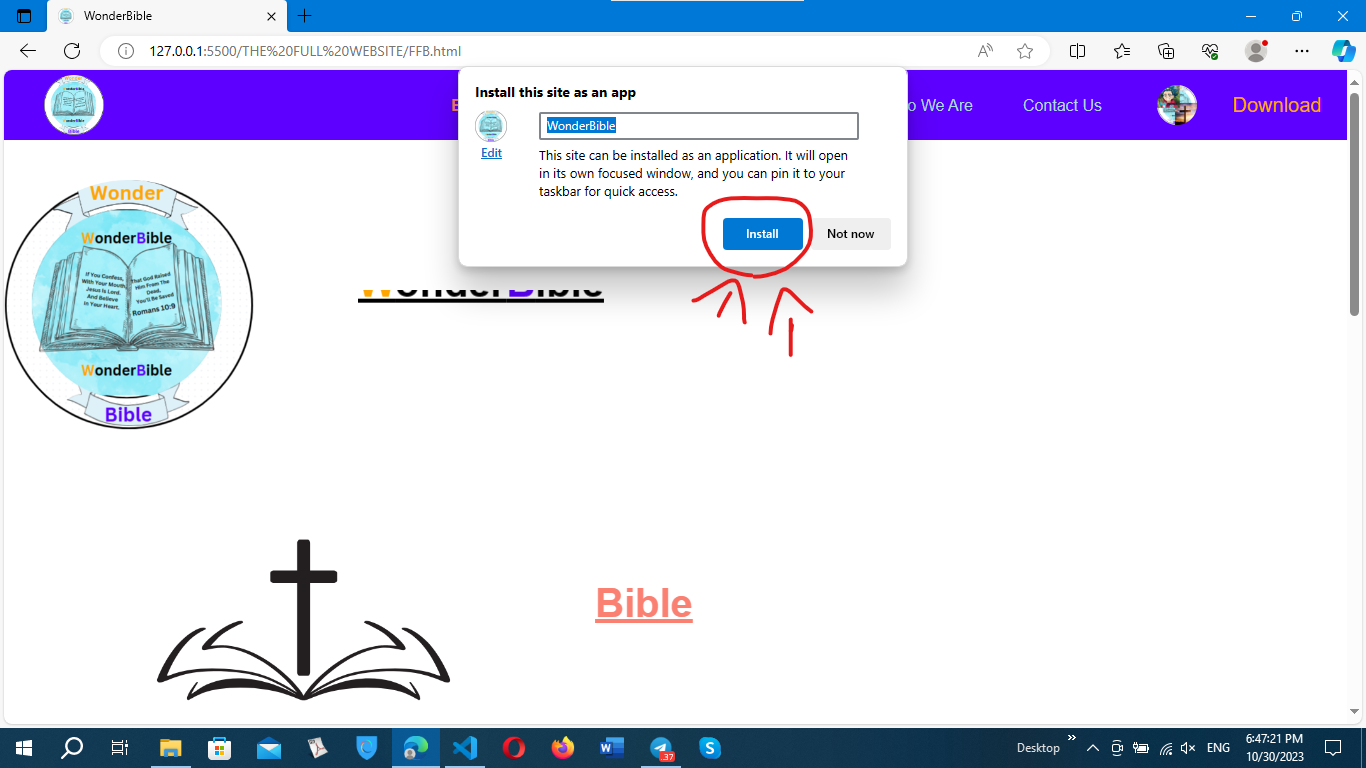 WonderBible
127.0.0.1:5500/THE%20FULL%20WEBSITE/FFB.html
Install this site as an app
WonderBible
Edit
This site can be installed as an application. It will open
in its own focused window, and you can pin it to your
taskbar for quick access.
Install
Not now
We Are
Contact Us
Download
Wonder
WonderBible
If You Confess,
With Your Mouth
Jesus Is Lord.
And Believe
in Your Heart.
That God Raised
Him From The
Dead,
You'll Be Saved
Romans 10:9
WonderBible
Bible
WonderBible
Bible
Desktop
ENG
6:47:21 PM
10/30/2023
.37